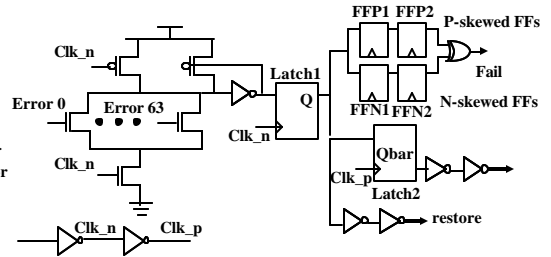 FFP1 FFP2
P-skewed FFs
Clk_n
Latch1
Fail
Error 0
Error 63
Q
FFN1 FFN2
N-skewed FFs
Clk_n
Qbar
Clk_n
Clk_p
r
Latch2
Clk_n
Clk_p
restore